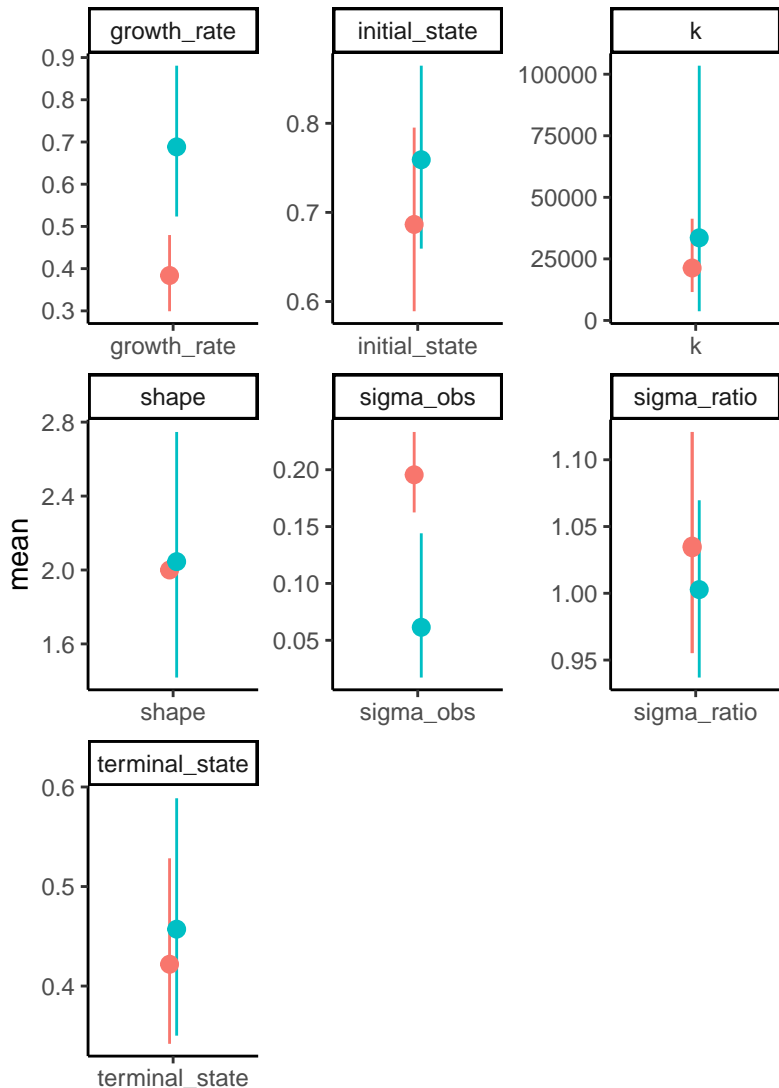 growth_rate
0.9
0.8
0.7
0.6
0.5
0.4
0.3
growth_rate
initial_state
0.8
0.7
0.6
initial_state
k
100000
75000
50000
25000
0
k
mean
shape
2.8
2.4
2.0
1.6
shape
sigma_obs
0.20
0.15
0.10
0.05
sigma_obs
sigma_ratio
1.10
1.05
1.00
0.95
sigma_ratio
terminal_state
0.6
0.5
0.4
terminal_state